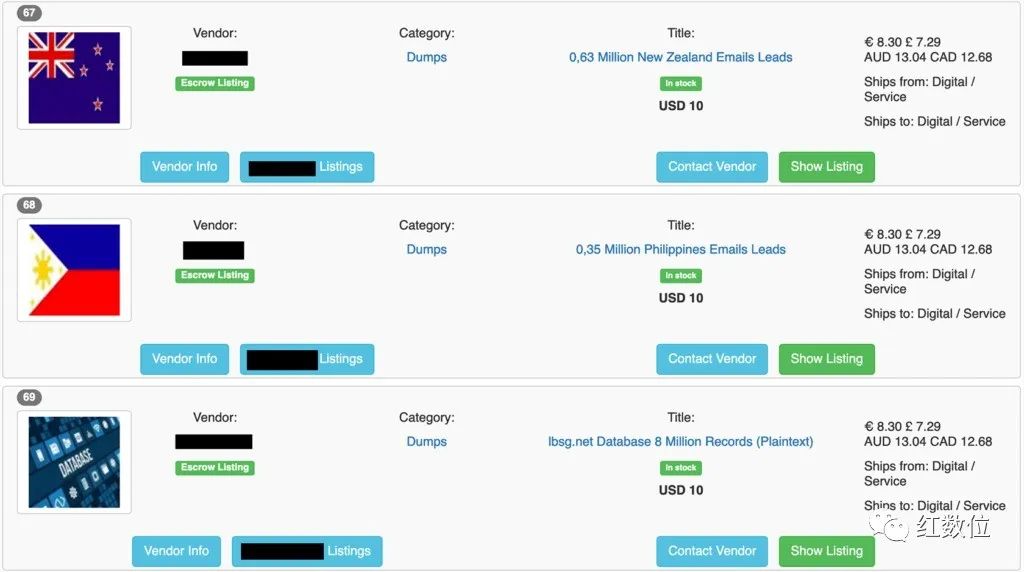 67
Vendor:
Category:
Title:
Dumps
0,63 Million New Zealand Emails Leads
Escrow Listing
In stock
USD 10
€ 8.30 £ 7.29
AUD 13.04 CAD 12.68
Ships from: Digital /
Service
Ships to: Digital / Service
Vendor Info
Listings
Contact Vendor
Show Listing
68
Vendor:
Category:
Title:
Dumps
0,35 Million Philippines Emails Leads
Escrow Listing
In stock
USD 10
€ 8.30 £ 7.29
AUD 13.04 CAD 12.68
Ships from: Digital /
Service
Ships to: Digital / Service
Vendor Info
Listings
Contact Vendor
Show Listing
69
DATABASE
Vendor:
Category:
Title:
Dumps
lbsg.net Database 8 Million Records (Plaintext)
Escrow Listing
In stock
USD 10
€ 8.30 £ 7.29
AUD 13.04 CAD 12.68
Ships from: Digital /
Service
Ships to: Digital / Service
Vendor Info
Listings
Contact Vendor
Show Listing
红数位